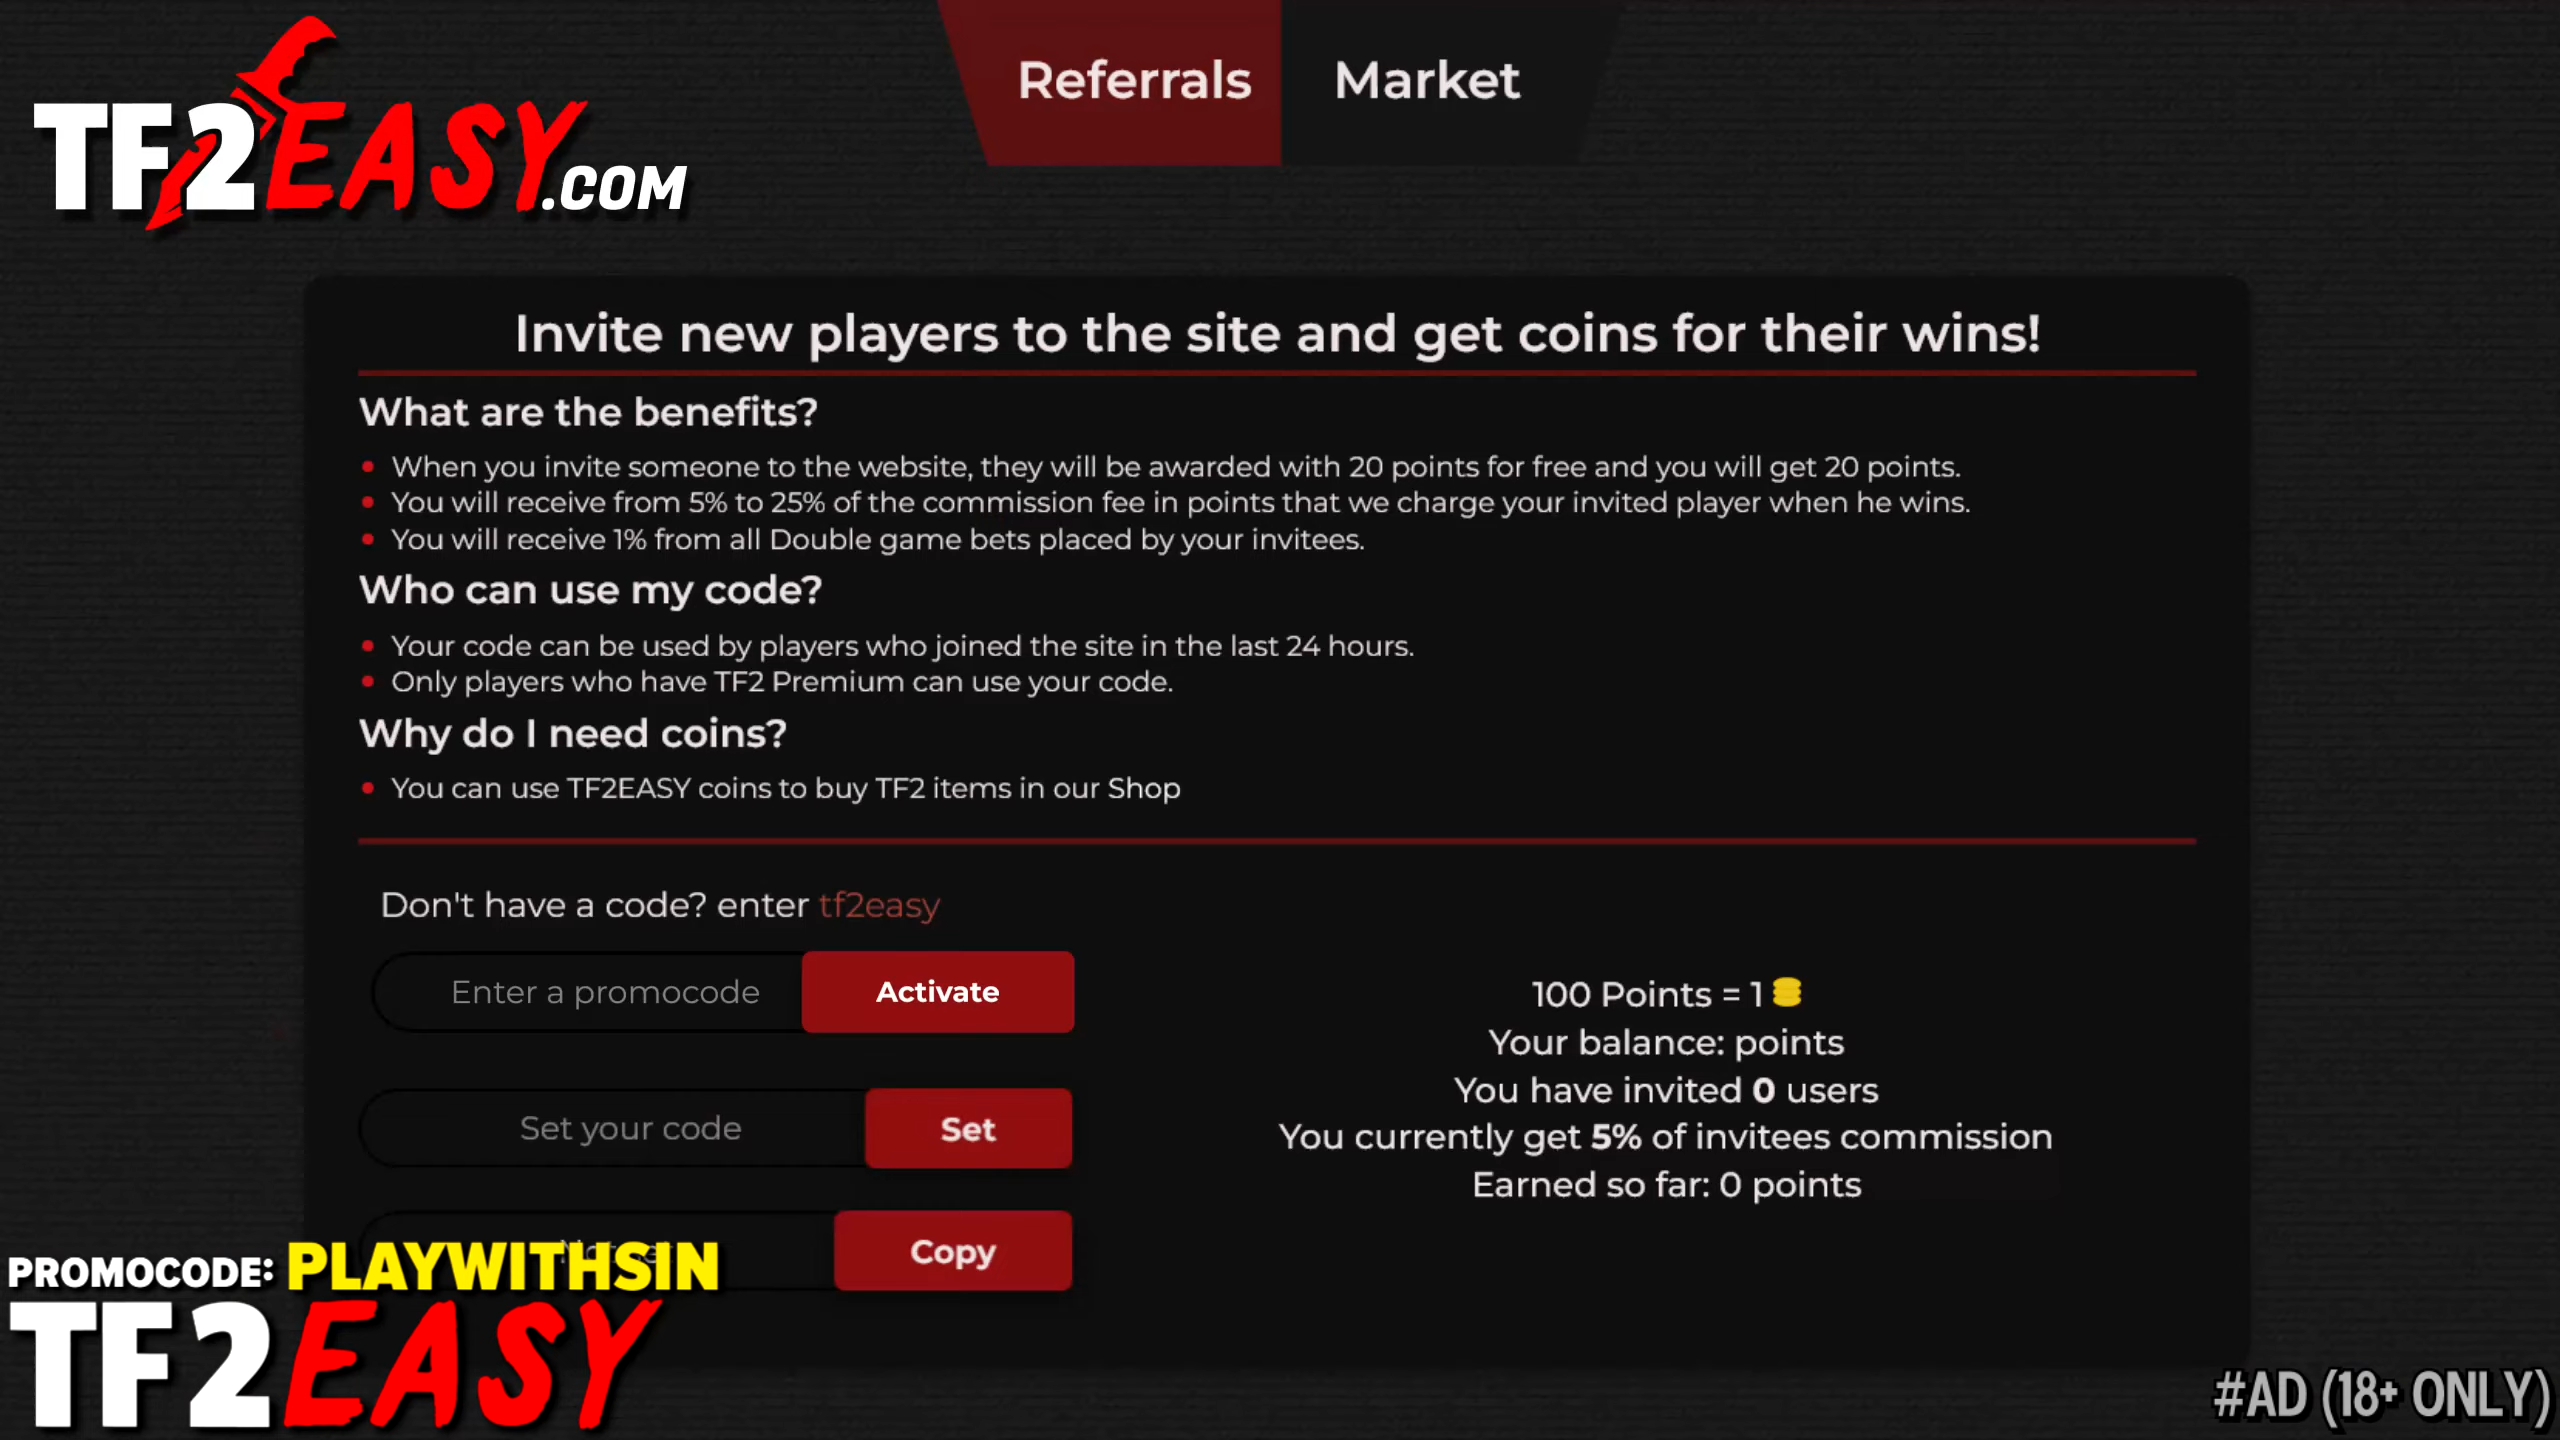 TF2EASY.COM
Referrals
Market
Invite new players to the site and get coins for their wins!
What are the benefits?
When you invite someone to the website, they will be awarded with 20 points for free and you will get 20 points.
You will receive from 5% to 25% of the commission fee in points that we charge your invited player when he wins.
You will receive 1% from all Double game bets placed by your invitees.
Who can use my code?
Your code can be used by players who joined the site in the last 24 hours.
Only players who have TF2 Premium can use your code.
Why do I need coins?
You can use TF2EASY coins to buy TF2 items in our Shop
Don't have a code? enter tf2easy
Enter a promocode
Activate
Set your code
Set
Copy
100 Points = 1
Your balance: points
You have invited 0 users
You currently get 5% of invitees commission
Earned so far: 0 points
PROMOCODE: PLAYWITHSIN
TF2EASY
#AD (18+ ONLY)